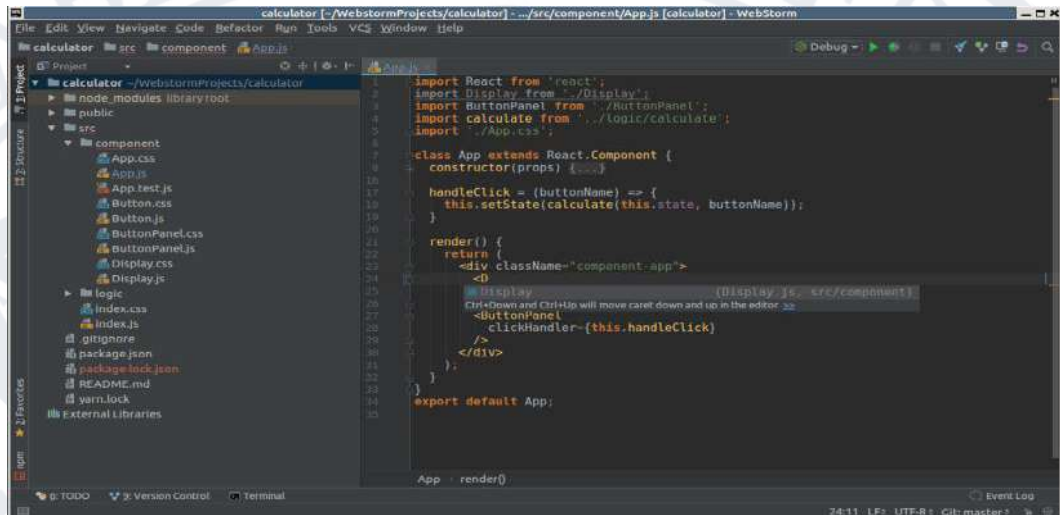 calculator [~/WebstormProjects/calculator] - .../src/component/App.js [calculator] - WebStorm
File Edit View Navigate Code Refactor Run Tools VCS Window Help
calculator src component App.js
Debug
Project
App.js
1: Project
2: Structure
2: Favorites
npm
calculator ~/WebstormProjects/calculator
node_modules library root
public
src
component
App.css
App.js
App.test.js
Button.css
Button.js
ButtonPanel.css
ButtonPanel.js
Display.css
Display.js
logic
index.css
index.js
.gitignore
package.json
package-lock.json
README.md
yarn.lock
External Libraries
import React from 'react';
import Display from './Display';
import ButtonPanel from './ButtonPanel';
import calculate from '../logic/calculate';
import './App.css';
class App extends React.Component {
constructor(props) {...}
handleClick = (buttonName) => {
this.setState(calculate(this.state, buttonName));
}
render() {
return (
<div className="component-app">
<D
Display (Display.js, src/component)
Ctrl+Down and Ctrl+Up will move caret down and up in the editor >>
<ButtonPanel
clickHandler={this.handleClick}
/>
</div>
);
}
}
export default App;
App render()
6: TODO 9: Version Control Terminal Event Log
24:11 LF UTF-8 Git: master